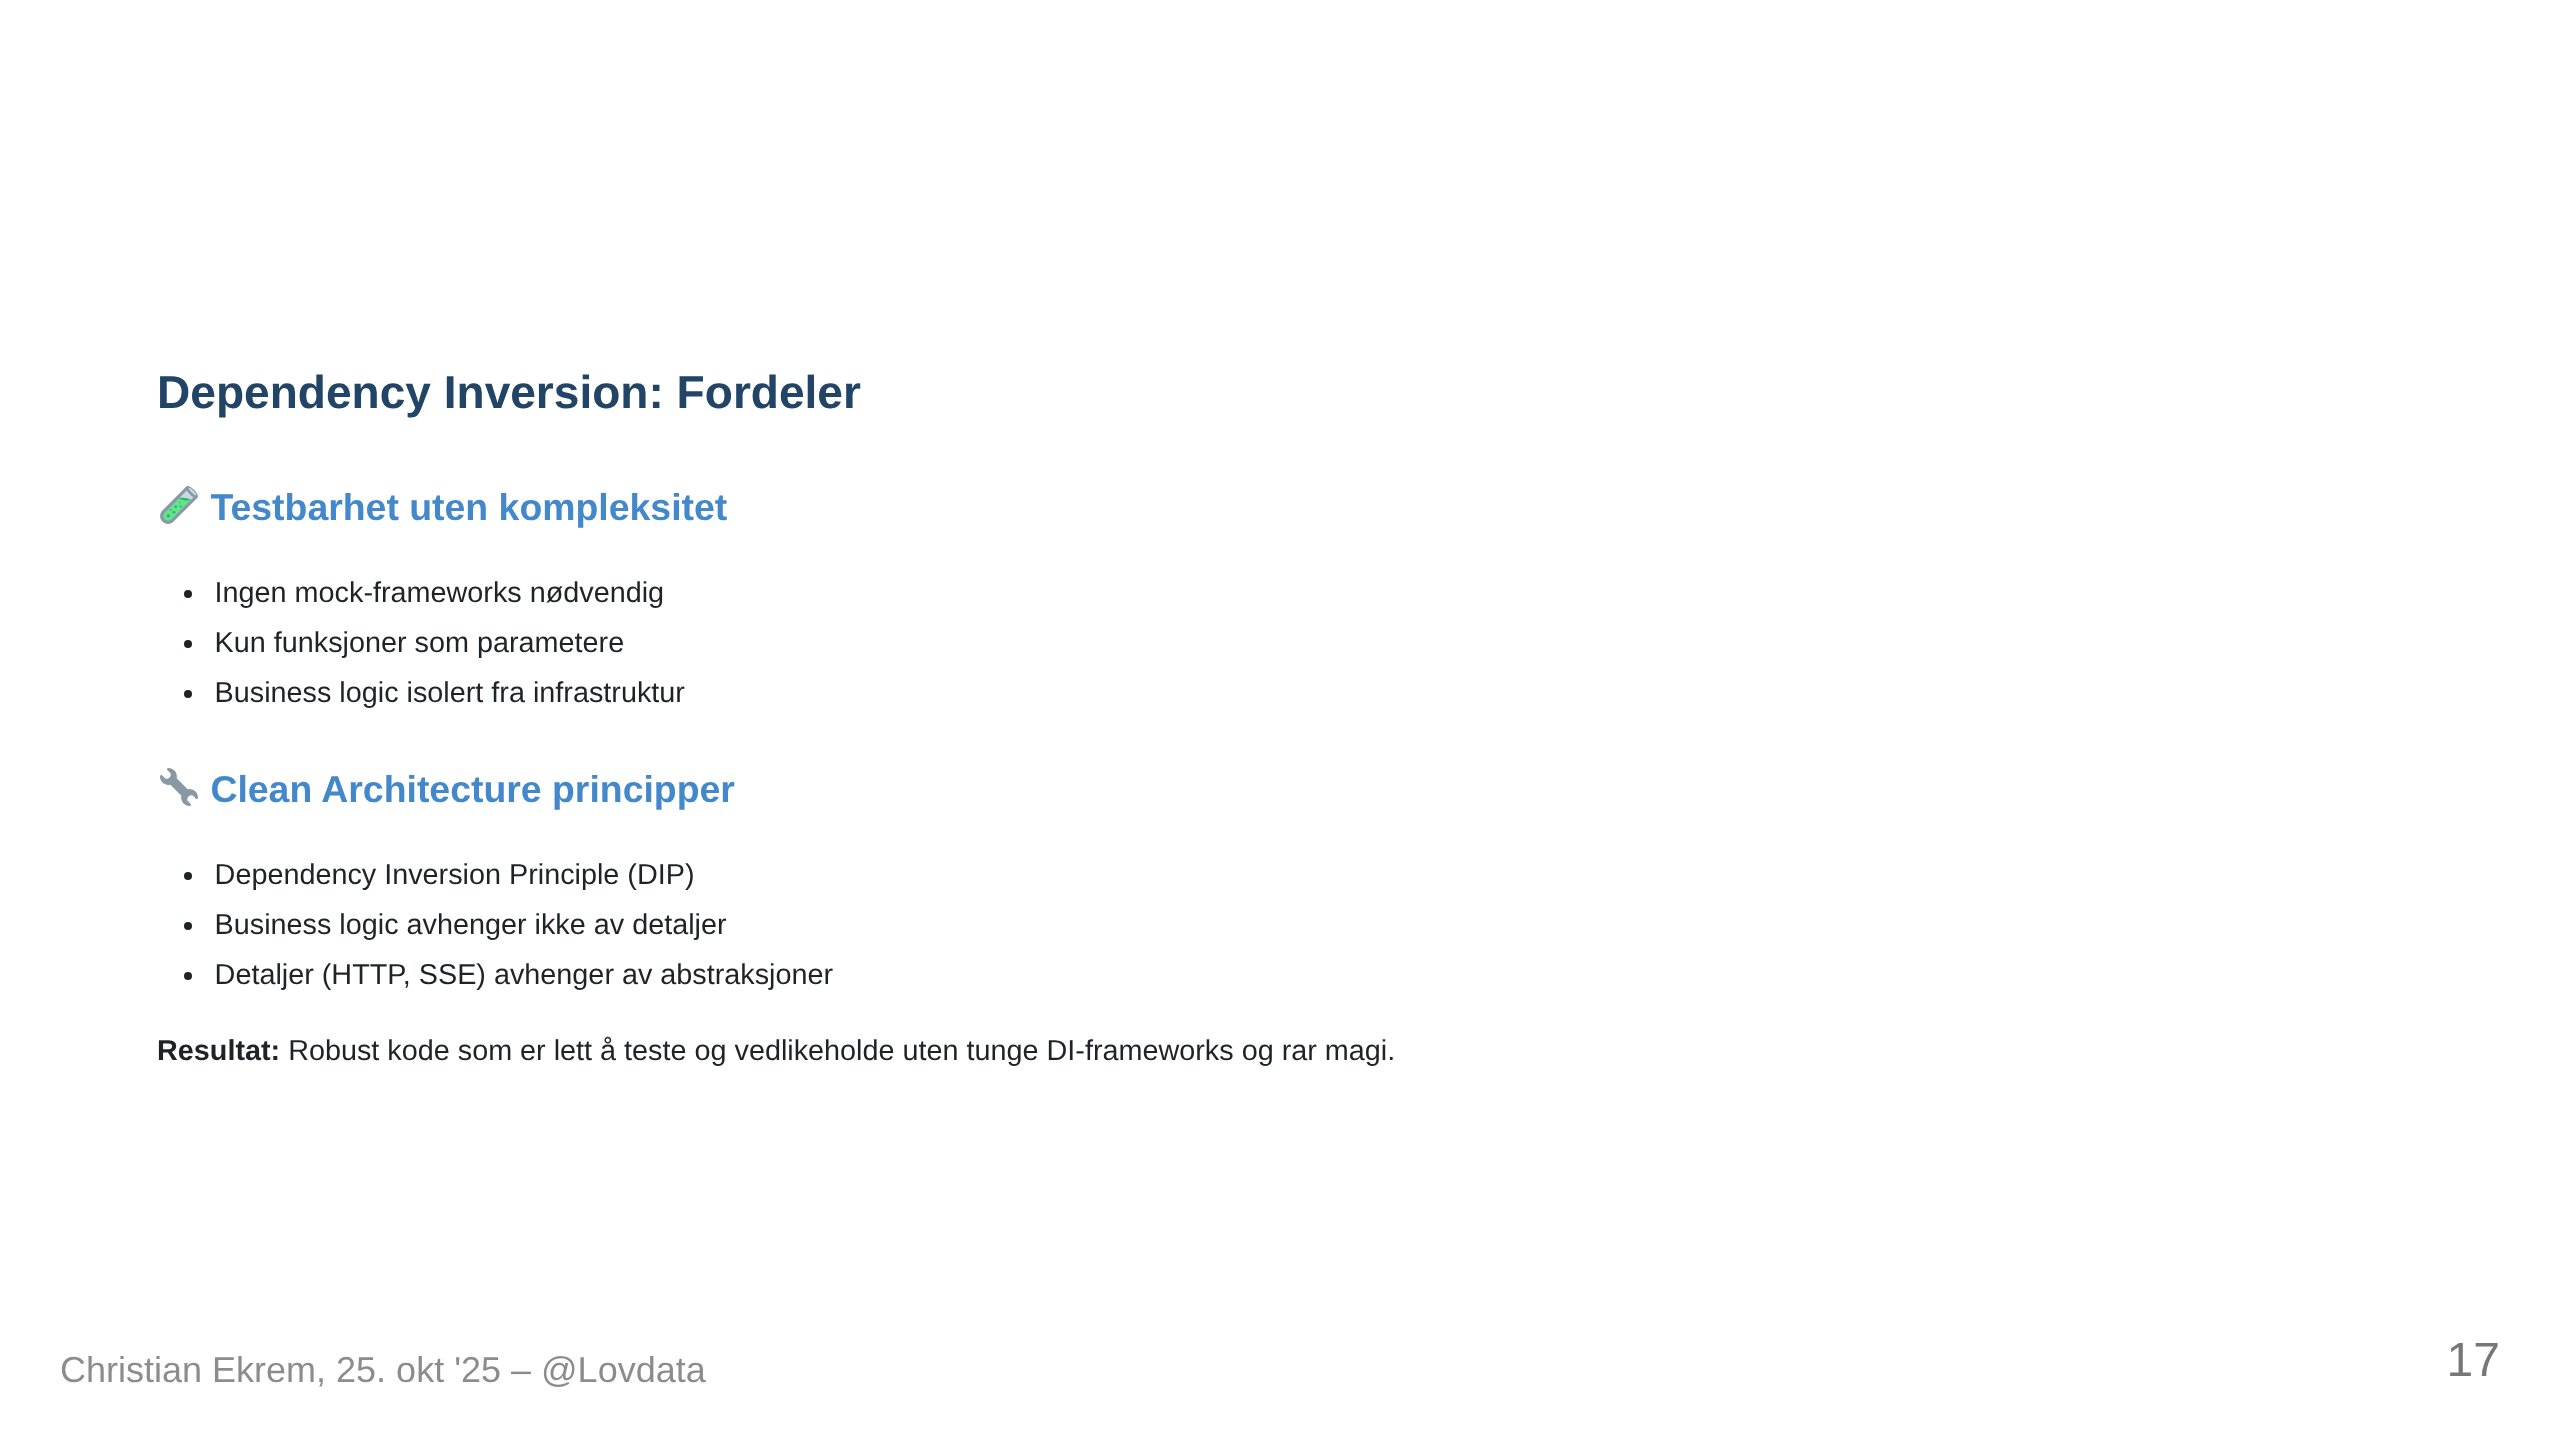 Dependency Inversion: Fordeler
🧪 Testbarhet uten kompleksitet
• Ingen mock-frameworks nødvendig
• Kun funksjoner som parametere
• Business logic isolert fra infrastruktur
🔧 Clean Architecture principper
• Dependency Inversion Principle (DIP)
• Business logic avhenger ikke av detaljer
• Detaljer (HTTP, SSE) avhenger av abstraksjoner
Resultat: Robust kode som er lett å teste og vedlikeholde uten tunge DI-frameworks og rar magi.
Christian Ekrem, 25. okt '25 – @Lovdata
17